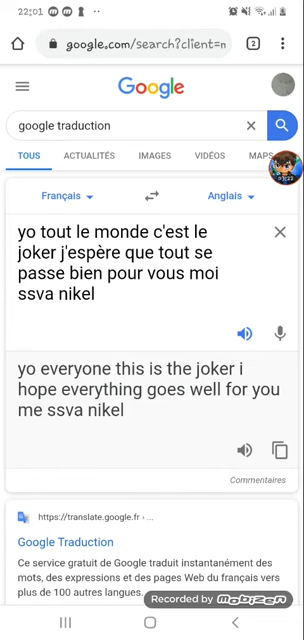 22:01
google.com/search?client=n
2
Google
google traduction
TOUS ACTUALITÉS IMAGES VIDÉOS MAPS
03:22
Français Anglais
yo tout le monde c'est le
joker j'espère que tout se
passe bien pour vous moi
ssva nikel
yo everyone this is the joker i
hope everything goes well for you
me ssva nikel
Commentaires
https://translate.google.fr › ...
Google Traduction
Ce service gratuit de Google traduit instantanément des
mots, des expressions et des pages Web du français vers
plus de 100 autres langues.
Recorded by mobizen